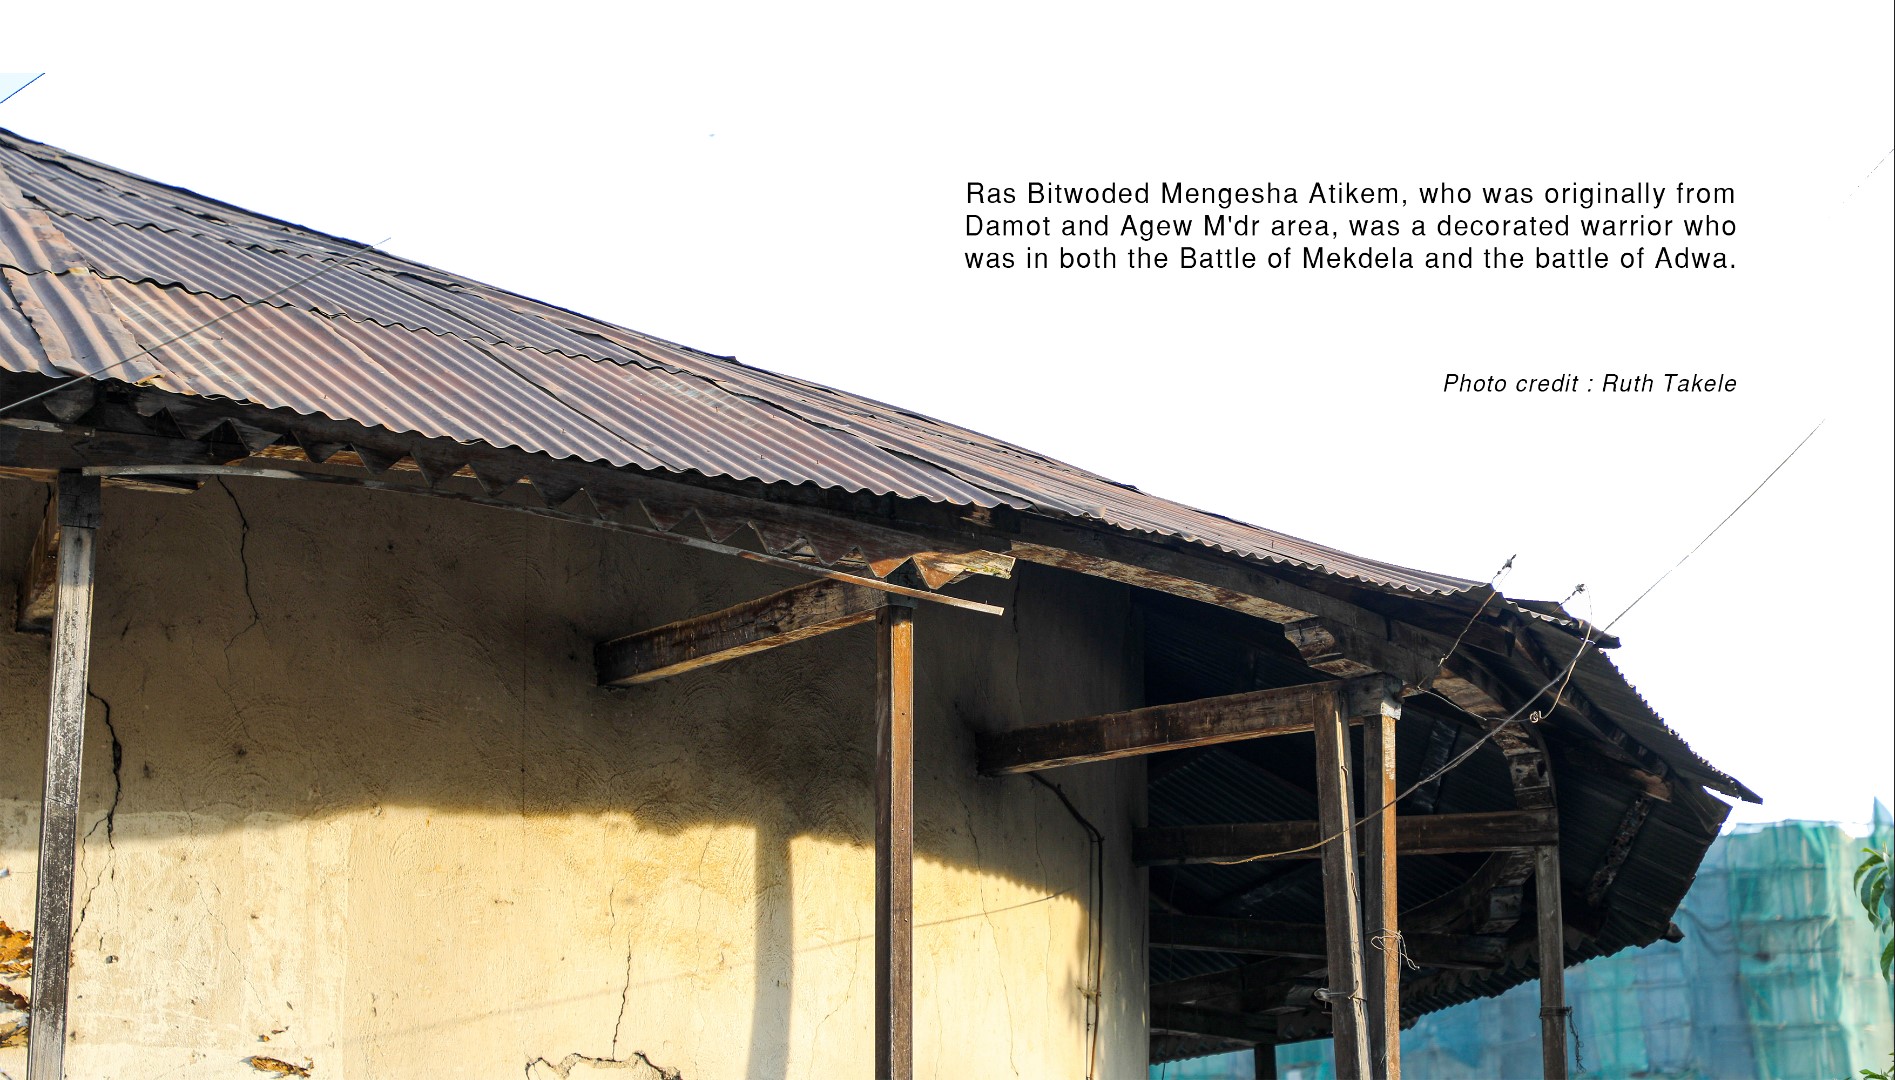 Ras Bitwoded Mengesha Atikem, who was originally from
Damot and Agew M'dr area, was a decorated warrior who
was in both the Battle of Mekdela and the battle of Adwa.
Photo credit : Ruth Takele